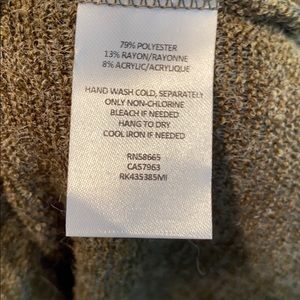 79% POLYESTER
13% RAYON/RAYONNE
8% ACRYLIC/ACRYLIQUE
HAND WASH COLD, SEPARATELY
ONLY NON-CHLORINE
BLEACH IF NEEDED
HANG TO DRY
COOL IRON IF NEEDED
RN58665
CA57963
RK435385MI